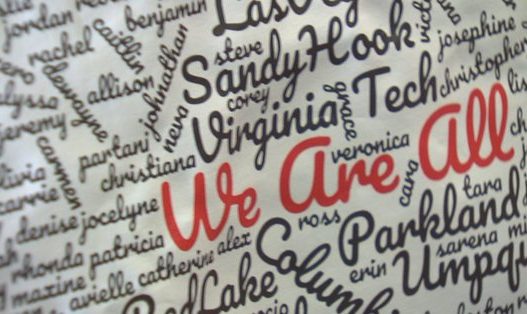 benjamin
jordan
rachel
caitlin
steve
Sandy Hook
josephine
allison
johnathan
corey
Tech
christopher
dewayne
jeremy
neva
Virginia
grace
partani
christiana
veronica
We Are All
carmen
carrie
cara
denise
jocelyne
tara
ross
Parkland
rhonda
patricia
alex
sarena
maxine
avielle
catherine
erin